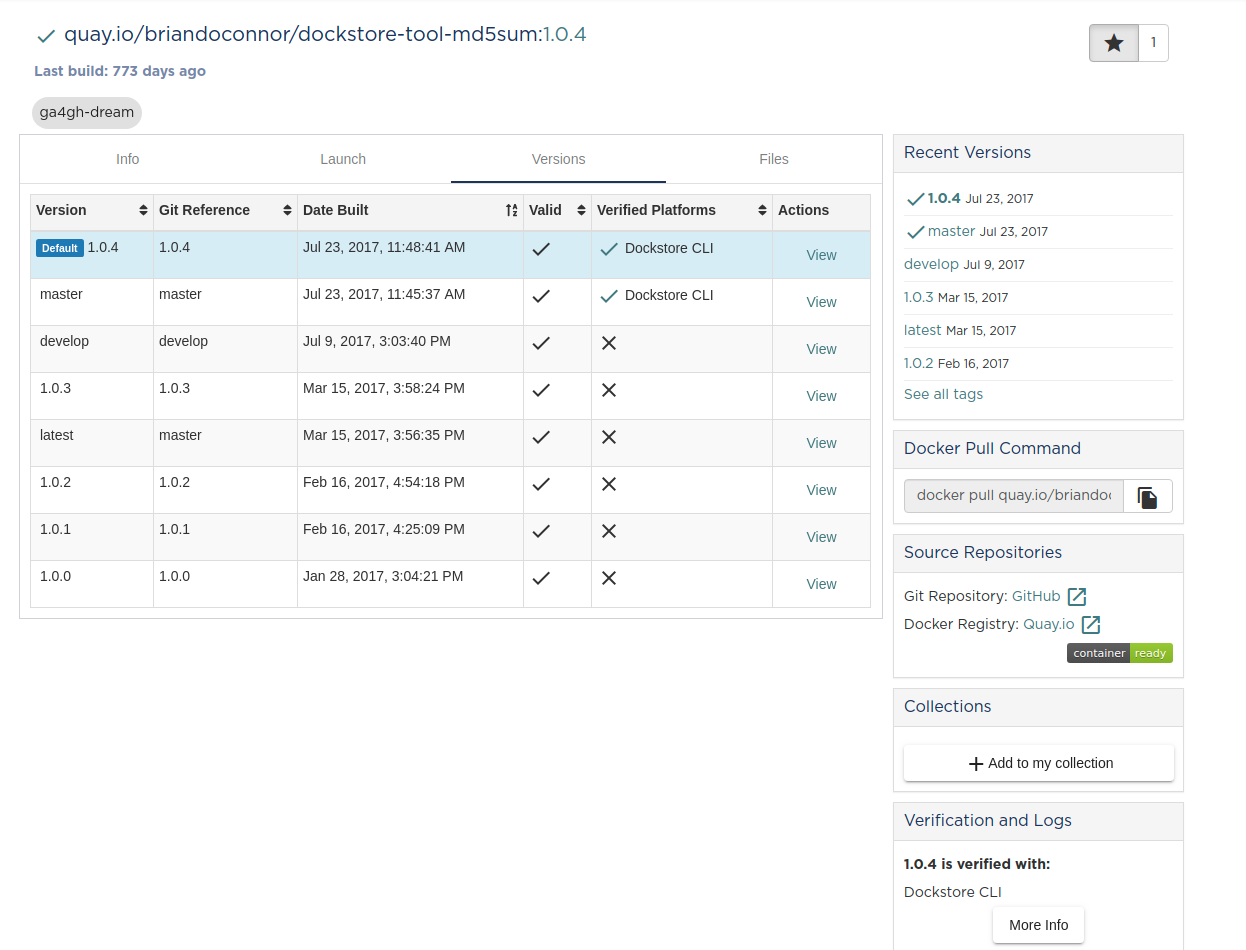 quay.io/briandoconnor/dockstore-tool-md5sum:1.0.4
1
Last build: 773 days ago
ga4gh-dream
Info Launch Versions Files
Version Git Reference Date Built Valid Verified Platforms Actions
Default 1.0.4 1.0.4 Jul 23, 2017, 11:48:41 AM Dockstore CLI View
master master Jul 23, 2017, 11:45:37 AM Dockstore CLI View
develop develop Jul 9, 2017, 3:03:40 PM View
1.0.3 1.0.3 Mar 15, 2017, 3:58:24 PM View
latest master Mar 15, 2017, 3:56:35 PM View
1.0.2 1.0.2 Feb 16, 2017, 4:54:18 PM View
1.0.1 1.0.1 Feb 16, 2017, 4:25:09 PM View
1.0.0 1.0.0 Jan 28, 2017, 3:04:21 PM View
Recent Versions
1.0.4 Jul 23, 2017
master Jul 23, 2017
develop Jul 9, 2017
1.0.3 Mar 15, 2017
latest Mar 15, 2017
1.0.2 Feb 16, 2017
See all tags
Docker Pull Command
docker pull quay.io/briandoc
Source Repositories
Git Repository: GitHub
Docker Registry: Quay.io
container ready
Collections
Add to my collection
Verification and Logs
1.0.4 is verified with:
Dockstore CLI
More Info